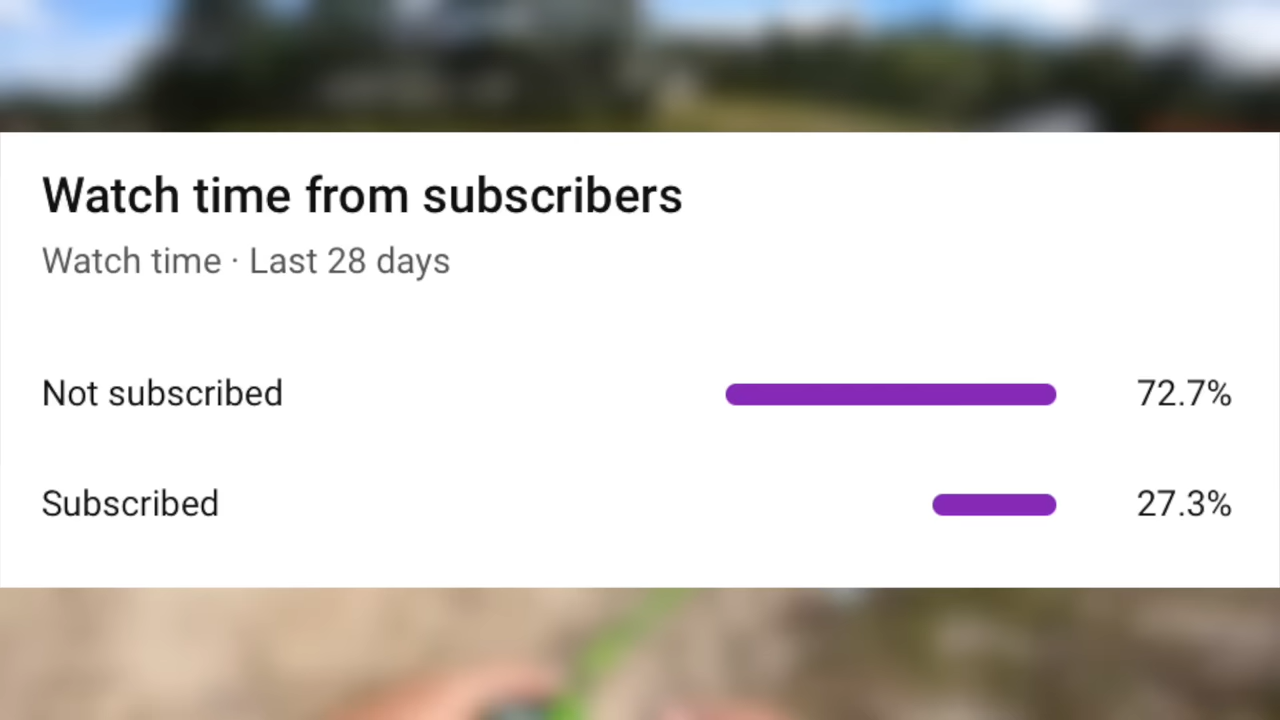 Watch time from subscribers
Watch time · Last 28 days
Not subscribed 72.7%
Subscribed 27.3%